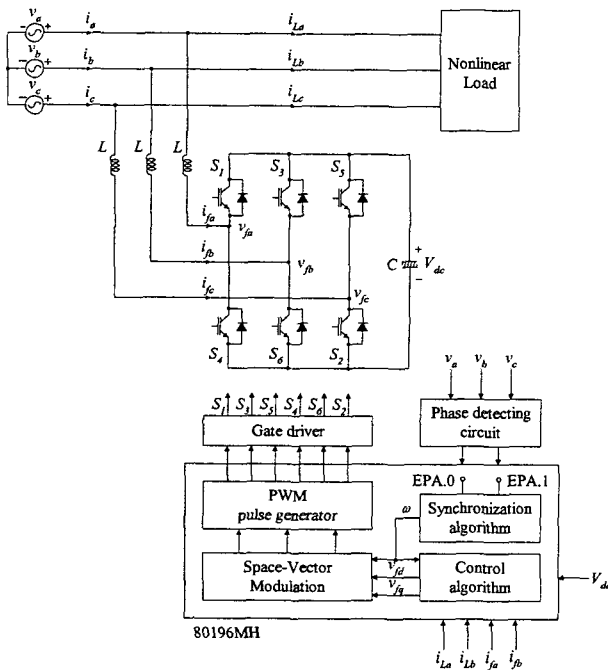 v_a
i_a
i_La
v_b
i_b
i_Lb
v_c
i_c
i_Lc
Nonlinear
Load
L L L
S_1 S_3 S_5
i_fa
v_fa
i_fb
v_fb
i_fc
v_fc
C
+
V_dc
−
S_4 S_6 S_2
v_a v_b v_c
S_1 S_3 S_5 S_4 S_6 S_2
Gate driver
Phase detecting
circuit
EPA.0 EPA.1
PWM
pulse generator
ω
Synchronization
algorithm
Space-Vector
Modulation
v_fd
v_fq
Control
algorithm
V_dc
80196MH
i_La i_Lb i_fa i_fb